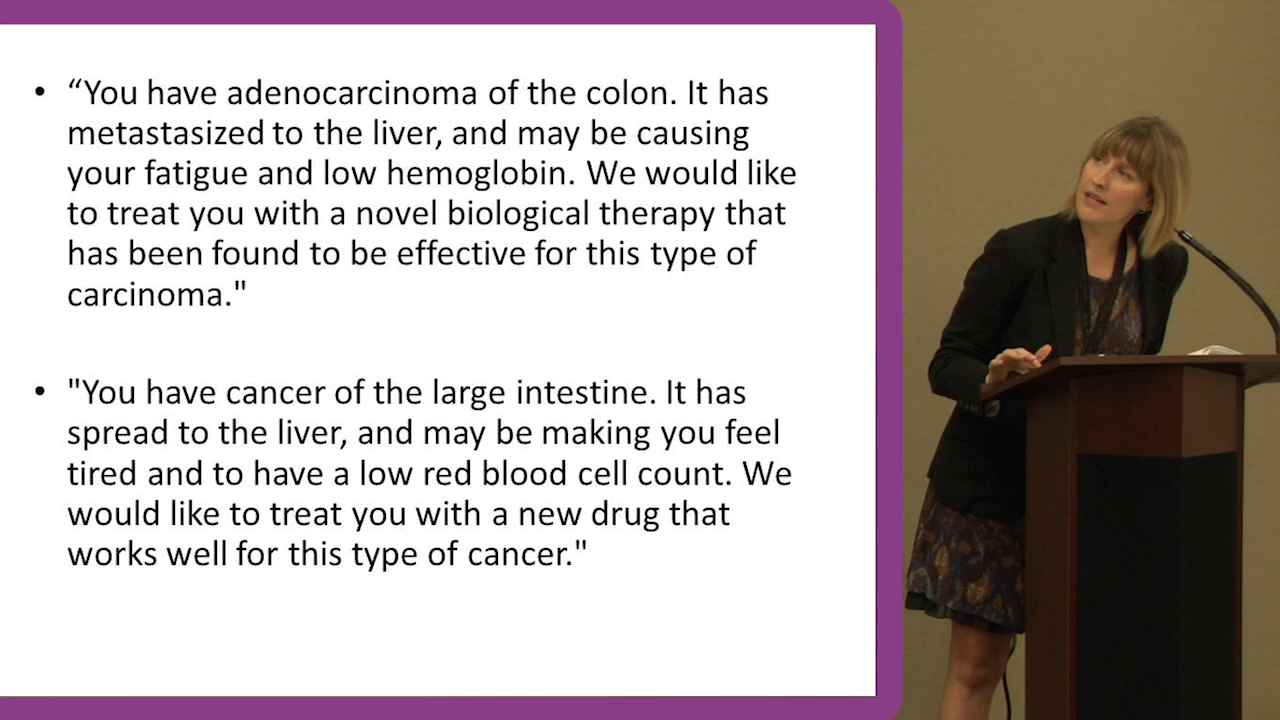 • “You have adenocarcinoma of the colon. It has
metastasized to the liver, and may be causing
your fatigue and low hemoglobin. We would like
to treat you with a novel biological therapy that
has been found to be effective for this type of
carcinoma."
• "You have cancer of the large intestine. It has
spread to the liver, and may be making you feel
tired and to have a low red blood cell count. We
would like to treat you with a new drug that
works well for this type of cancer."